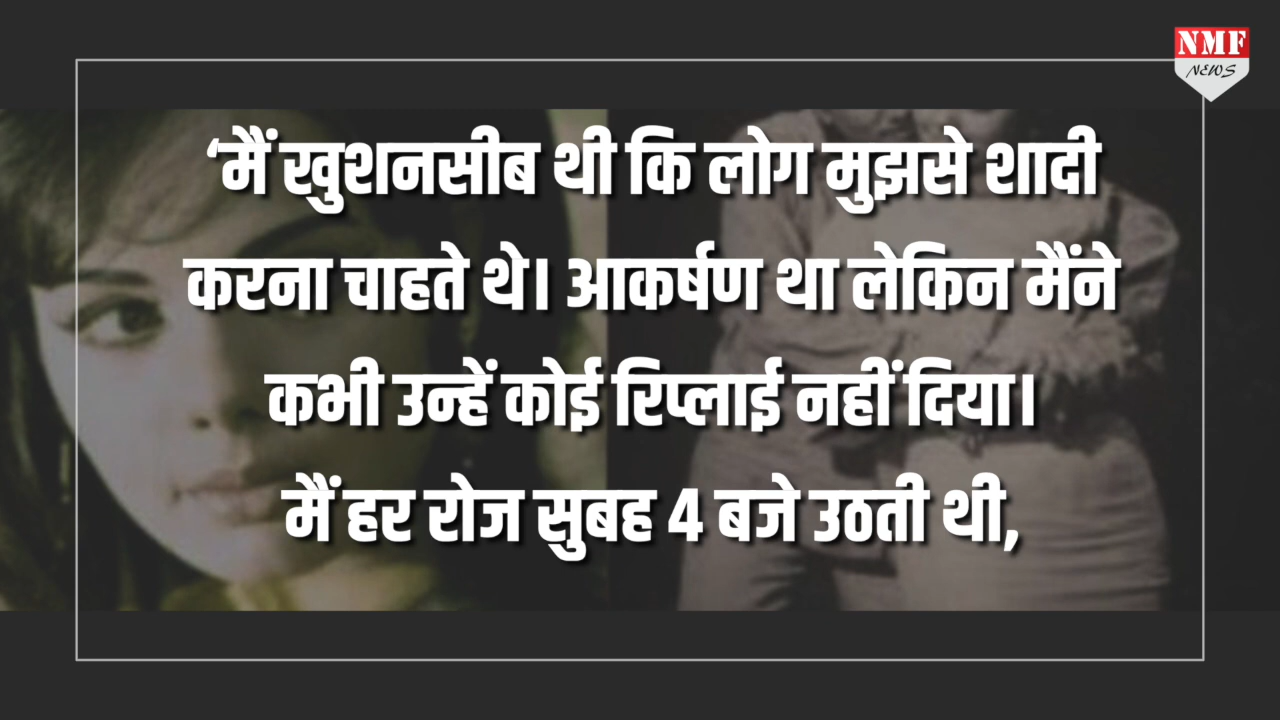 NMF
NEWS
‘मैं खुशनसीब थी कि लोग मुझसे शादी
करना चाहते थे। आकर्षण था लेकिन मैंने
कभी उन्हें कोई रिप्लाई नहीं दिया।
मैं हर रोज सुबह 4 बजे उठती थी,